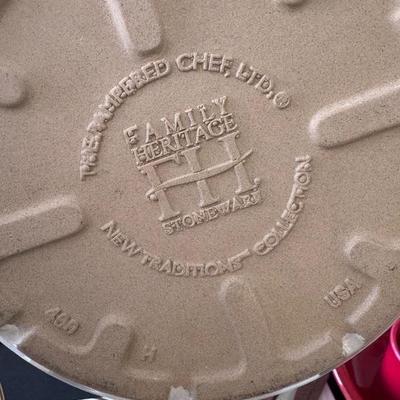 THE PAMPERED CHEF, LTD.®
FAMILY
HERITAGE
FH
STONEWARE
NEW TRADITIONS™ COLLECTION
H
USA